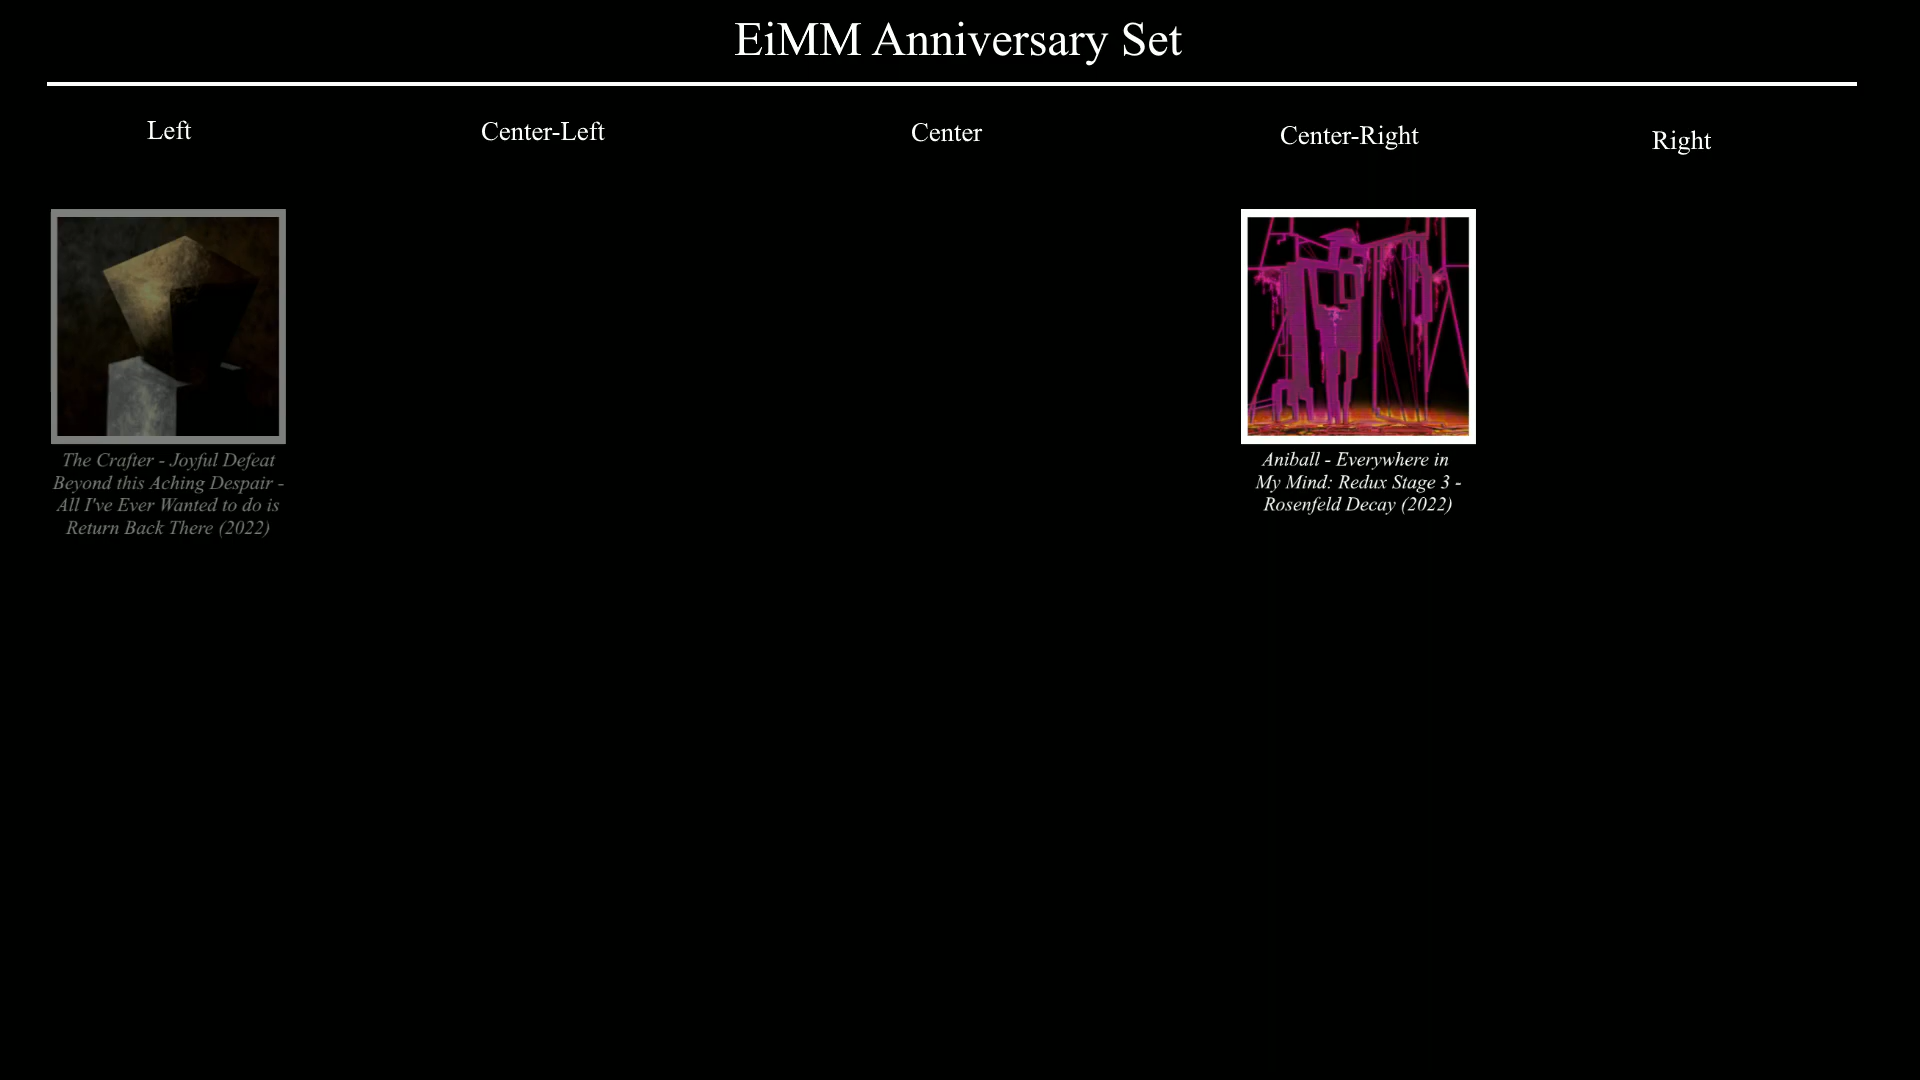 EiMM Anniversary Set
Left
Center-Left
Center
Center-Right
Right
The Crafter - Joyful Defeat
Beyond this Aching Despair -
All I've Ever Wanted to do is
Return Back There (2022)
Aniball - Everywhere in
My Mind: Redux Stage 3 -
Rosenfeld Decay (2022)